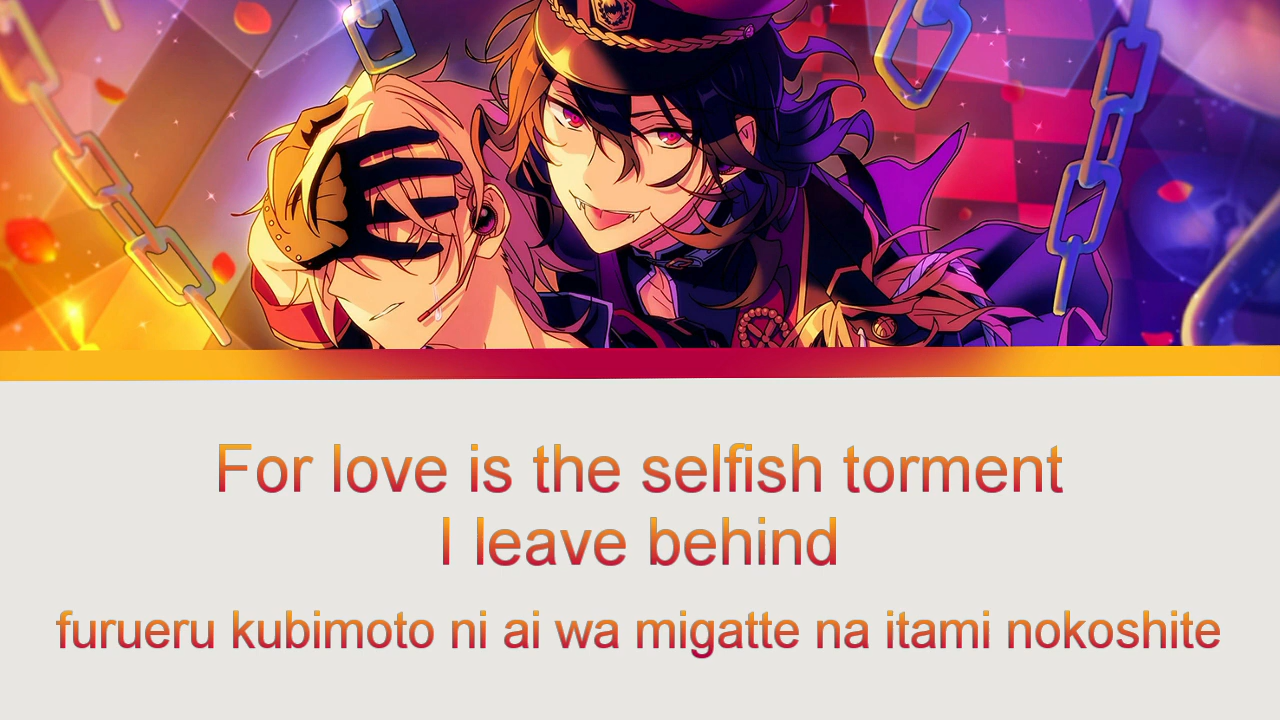 For love is the selfish torment
I leave behind
furueru kubimoto ni ai wa migatte na itami nokoshite